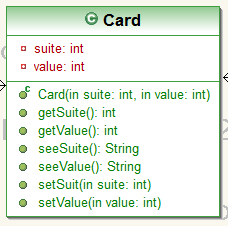 C Card
suite: int
value: int
C Card(in suite: int, in value: int)
getSuite(): int
getValue(): int
seeSuite(): String
seeValue(): String
setSuit(in suite: int)
setValue(in value: int)